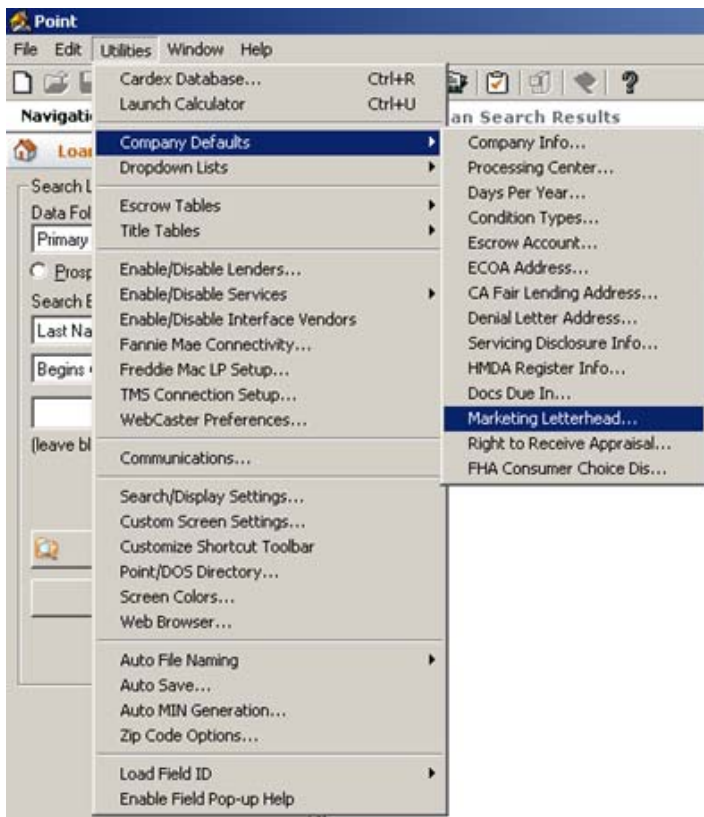 Point
File Edit Utilities Window Help
Navigati
an Search Results
Loa
Search L
Data Fol
Primary
Prosp
Search B
Last Na
Begins
(leave bl
Cardex Database... Ctrl+R
Launch Calculator Ctrl+U
Company Defaults
Dropdown Lists
Escrow Tables
Title Tables
Enable/Disable Lenders...
Enable/Disable Services
Enable/Disable Interface Vendors
Fannie Mae Connectivity...
Freddie Mac LP Setup...
TMS Connection Setup...
WebCaster Preferences...
Communications...
Search/Display Settings...
Custom Screen Settings...
Customize Shortcut Toolbar
Point/DOS Directory...
Screen Colors...
Web Browser...
Auto File Naming
Auto Save...
Auto MIN Generation...
Zip Code Options...
Load Field ID
Enable Field Pop-up Help
Company Info...
Processing Center...
Days Per Year...
Condition Types...
Escrow Account...
ECOA Address...
CA Fair Lending Address...
Denial Letter Address...
Servicing Disclosure Info...
HMDA Register Info...
Docs Due In...
Marketing Letterhead...
Right to Receive Appraisal...
FHA Consumer Choice Dis...